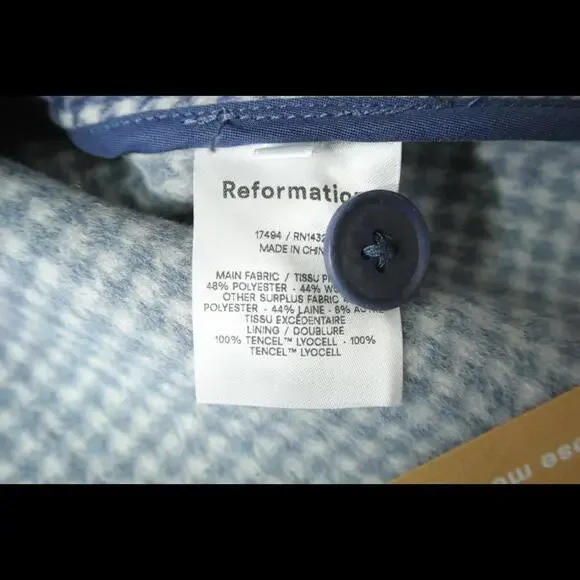 Reformation
17494 / RN1432
MADE IN CHIN
MAIN FABRIC / TISSU P
48% POLYESTER - 44% W
OTHER SURPLUS FABRIC
POLYESTER - 44% LAINE - 8%
TISSU EXCÉDENTAIRE
LINING / DOUBLURE
100% TENCEL™ LYOCELL - 100%
TENCEL™ LYOCELL